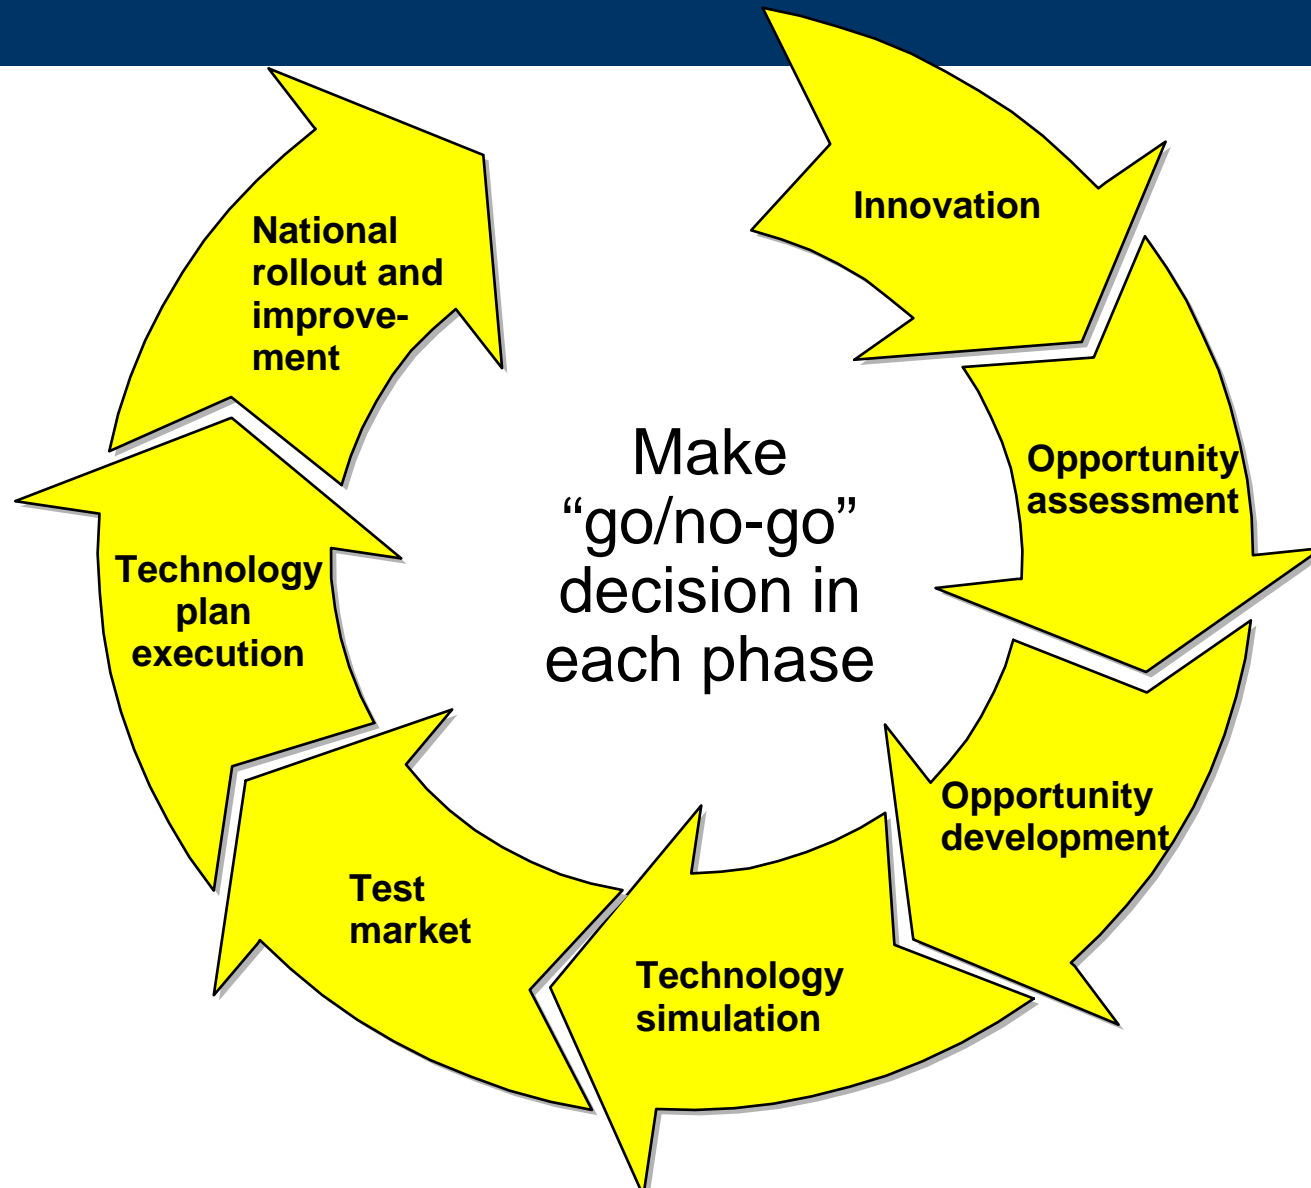 Innovation
Opportunity
assessment
Opportunity
development
Technology
simulation
Test
market
Technology
plan
execution
National
rollout and
improve-
ment
Make
“go/no-go”
decision in
each phase